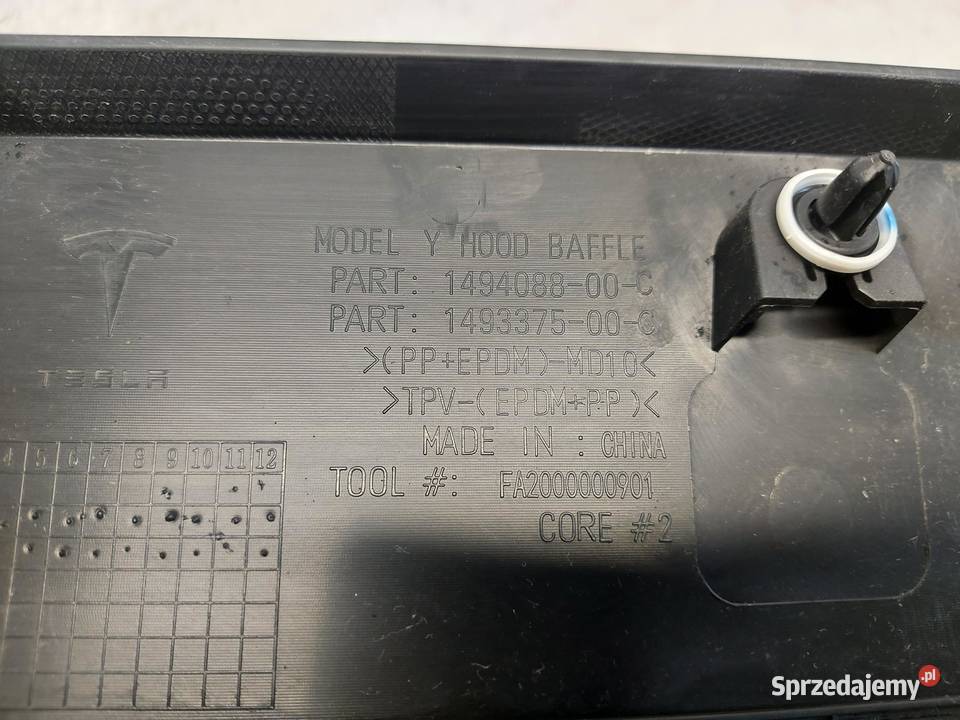 MODEL Y HOOD BAFFLE
PART: 1494088-00-C
PART: 1493375-00-C
>(PP+EPDM)-MD10<
TESLA
>TPV-(EPDM+PP)<
MADE IN : CHINA
4 5 6 7 8 9 10 11 12
TOOL #: FA2000000901
CORE #2
Sprzedajemy.pl